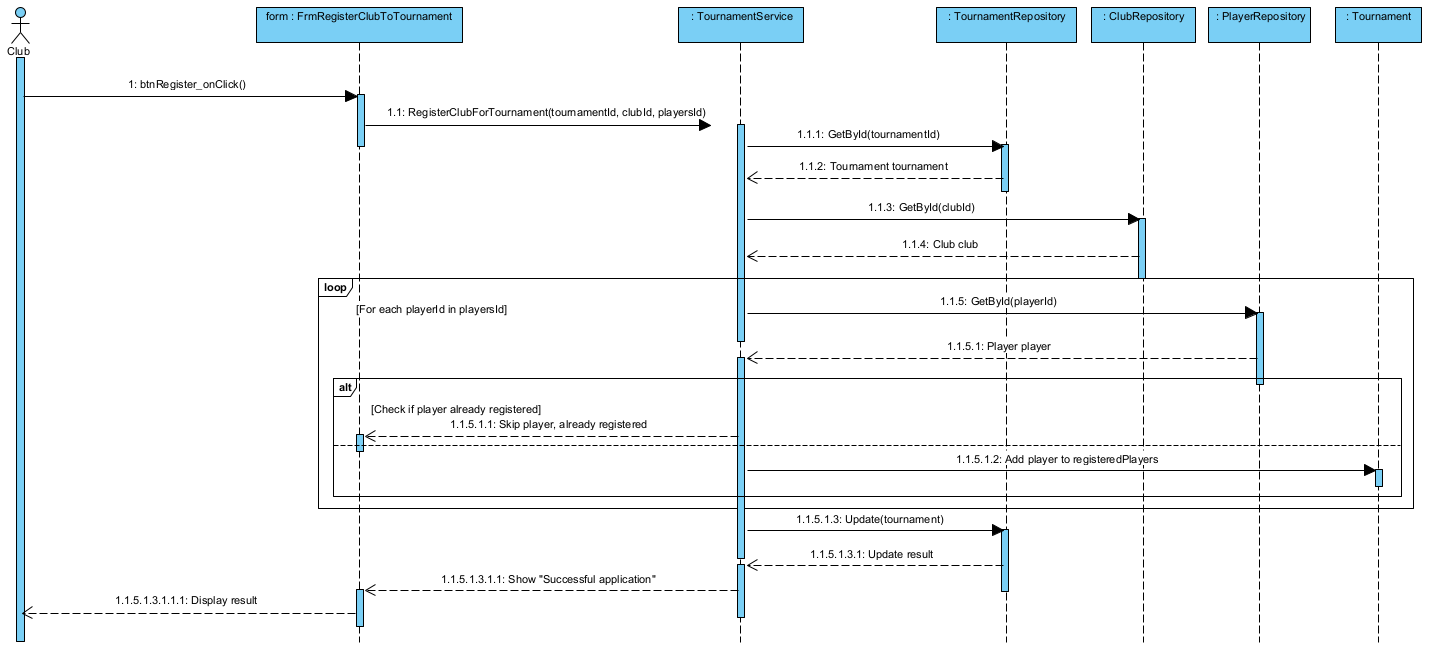 form : FrmRegisterClubToTournament
: TournamentService
: TournamentRepository
: ClubRepository
: PlayerRepository
: Tournament
Club
1: btnRegister_onClick()
1.1: RegisterClubForTournament(tournamentId, clubId, playersId)
1.1.1: GetById(tournamentId)
1.1.2: Tournament tournament
1.1.3: GetById(clubId)
1.1.4: Club club
loop
[For each playerId in playersId]
1.1.5: GetById(playerId)
1.1.5.1: Player player
alt
[Check if player already registered]
1.1.5.1.1: Skip player, already registered
1.1.5.1.2: Add player to registeredPlayers
1.1.5.1.3: Update(tournament)
1.1.5.1.3.1: Update result
1.1.5.1.3.1.1: Show "Successful application"
1.1.5.1.3.1.1.1: Display result